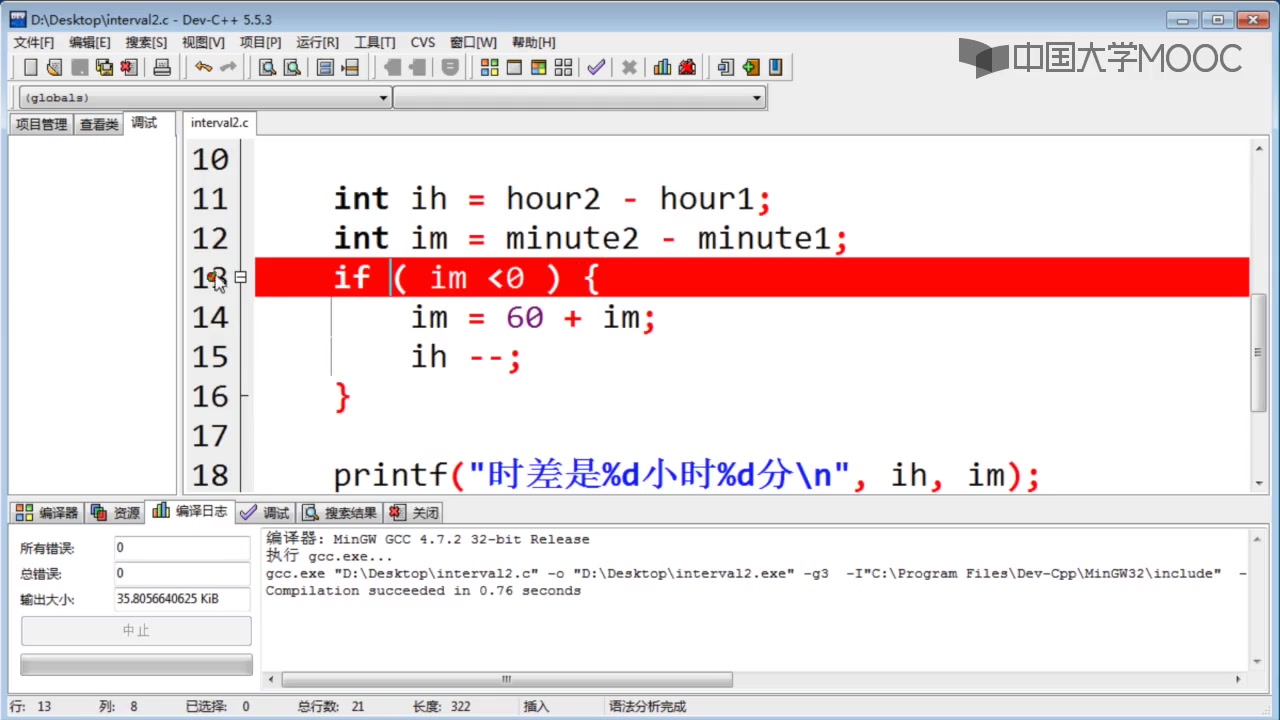 D:\Desktop\interval2.c - Dev-C++ 5.5.3
文件[F] 编辑[E] 搜索[S] 视图[V] 项目[P] 运行[R] 工具[T] CVS 窗口[W] 帮助[H]
中国大学MOOC
(globals)
项目管理 查看类 调试 interval2.c
10
11 int ih = hour2 - hour1;
12 int im = minute2 - minute1;
13 if ( im <0 ) {
14 im = 60 + im;
15 ih --;
16 }
17
18 printf("时差是%d小时%d分\n", ih, im);
编译器 资源 编译日志 调试 搜索结果 关闭
所有错误: 0
总错误: 0
输出大小: 35.8056640625 KiB
中止
编译器: MinGW GCC 4.7.2 32-bit Release
执行 gcc.exe...
gcc.exe "D:\Desktop\interval2.c" -o "D:\Desktop\interval2.exe" -g3 -I"C:\Program Files\Dev-Cpp\MinGW32\include" -
Compilation succeeded in 0.76 seconds
行: 13 列: 8 已选择: 0 总行数: 21 长度: 322 插入 语法分析完成